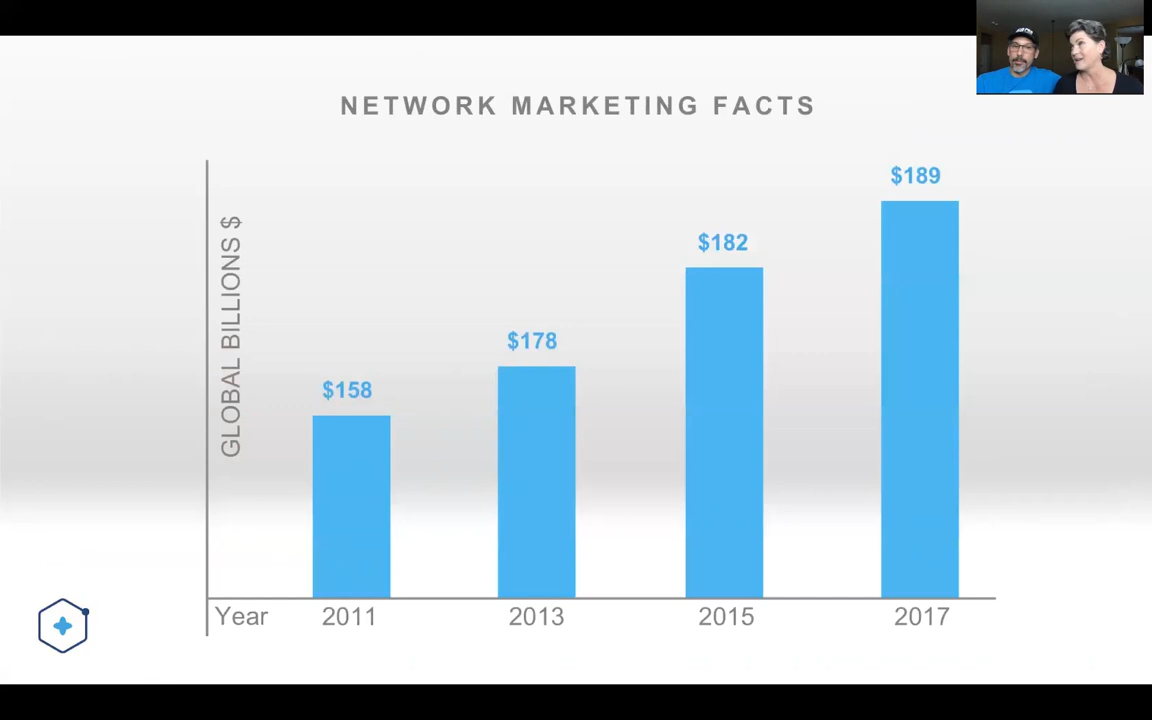 NETWORK MARKETING FACTS
GLOBAL BILLIONS $
$158
$178
$182
$189
Year 2011 2013 2015 2017